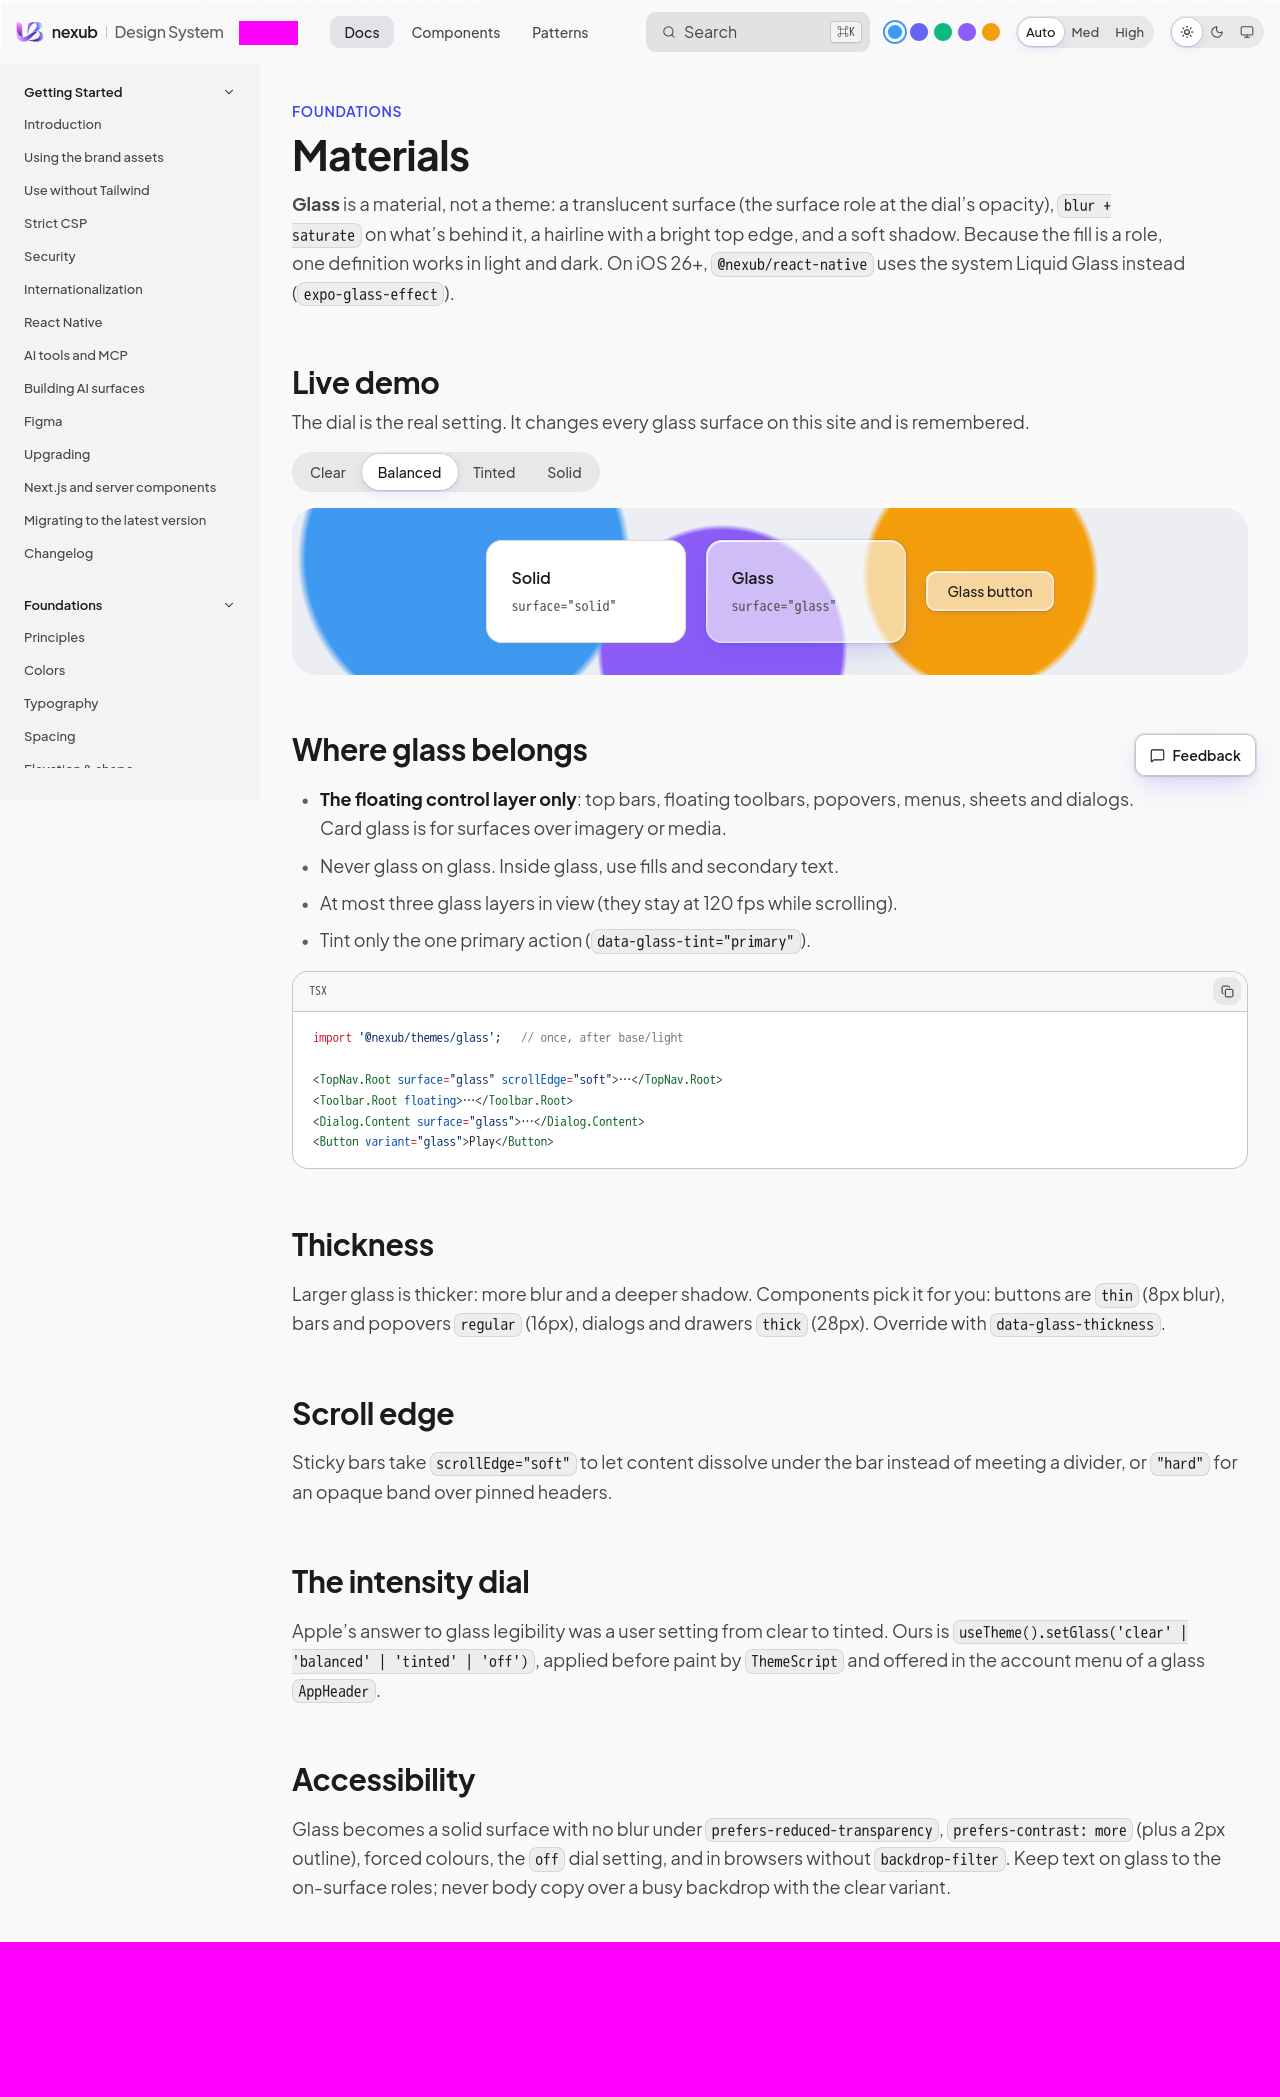 nexub Design System Docs Components Patterns Search ⌘K Auto Med High
Getting Started
Introduction
Using the brand assets
Use without Tailwind
Strict CSP
Security
Internationalization
React Native
AI tools and MCP
Building AI surfaces
Figma
Upgrading
Next.js and server components
Migrating to the latest version
Changelog
Foundations
Principles
Colors
Typography
Spacing
FOUNDATIONS
Materials
Glass is a material, not a theme: a translucent surface (the surface role at the dial’s opacity), blur +
saturate on what’s behind it, a hairline with a bright top edge, and a soft shadow. Because the fill is a role,
one definition works in light and dark. On iOS 26+, @nexub/react-native uses the system Liquid Glass instead
(expo-glass-effect).
Live demo
The dial is the real setting. It changes every glass surface on this site and is remembered.
Clear Balanced Tinted Solid
Solid
surface="solid"
Glass
surface="glass"
Glass button
Where glass belongs
Feedback
• The floating control layer only: top bars, floating toolbars, popovers, menus, sheets and dialogs.
Card glass is for surfaces over imagery or media.
• Never glass on glass. Inside glass, use fills and secondary text.
• At most three glass layers in view (they stay at 120 fps while scrolling).
• Tint only the one primary action (data-glass-tint="primary").
TSX
import '@nexub/themes/glass';   // once, after base/light
<TopNav.Root surface="glass" scrollEdge="soft">…</TopNav.Root>
<Toolbar.Root floating>…</Toolbar.Root>
<Dialog.Content surface="glass">…</Dialog.Content>
<Button variant="glass">Play</Button>
Thickness
Larger glass is thicker: more blur and a deeper shadow. Components pick it for you: buttons are thin (8px blur),
bars and popovers regular (16px), dialogs and drawers thick (28px). Override with data-glass-thickness.
Scroll edge
Sticky bars take scrollEdge="soft" to let content dissolve under the bar instead of meeting a divider, or "hard" for
an opaque band over pinned headers.
The intensity dial
Apple’s answer to glass legibility was a user setting from clear to tinted. Ours is useTheme().setGlass('clear' |
'balanced' | 'tinted' | 'off'), applied before paint by ThemeScript and offered in the account menu of a glass
AppHeader.
Accessibility
Glass becomes a solid surface with no blur under prefers-reduced-transparency, prefers-contrast: more (plus a 2px
outline), forced colours, the off dial setting, and in browsers without backdrop-filter. Keep text on glass to the
on-surface roles; never body copy over a busy backdrop with the clear variant.